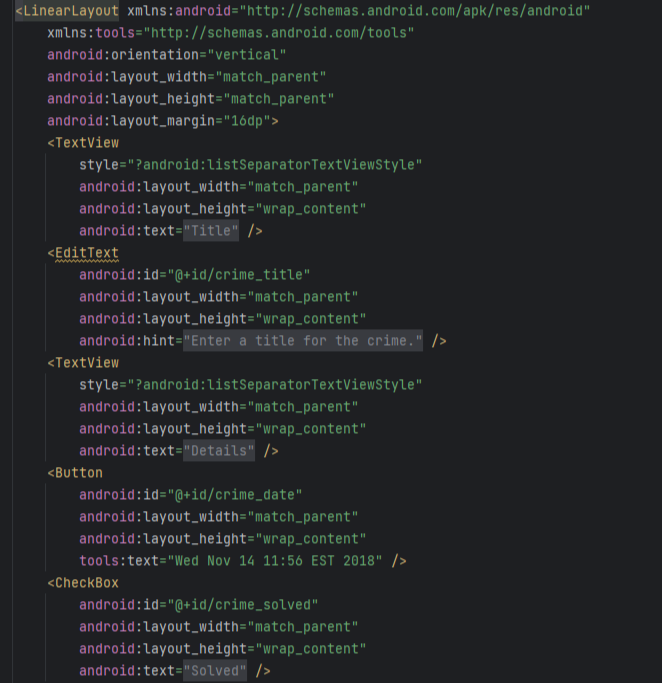 <LinearLayout xmlns:android="http://schemas.android.com/apk/res/android"
    xmlns:tools="http://schemas.android.com/tools"
    android:orientation="vertical"
    android:layout_width="match_parent"
    android:layout_height="match_parent"
    android:layout_margin="16dp">
    <TextView
        style="?android:listSeparatorTextViewStyle"
        android:layout_width="match_parent"
        android:layout_height="wrap_content"
        android:text="Title" />
    <EditText
        android:id="@+id/crime_title"
        android:layout_width="match_parent"
        android:layout_height="wrap_content"
        android:hint="Enter a title for the crime." />
    <TextView
        style="?android:listSeparatorTextViewStyle"
        android:layout_width="match_parent"
        android:layout_height="wrap_content"
        android:text="Details" />
    <Button
        android:id="@+id/crime_date"
        android:layout_width="match_parent"
        android:layout_height="wrap_content"
        tools:text="Wed Nov 14 11:56 EST 2018" />
    <CheckBox
        android:id="@+id/crime_solved"
        android:layout_width="match_parent"
        android:layout_height="wrap_content"
        android:text="Solved" />